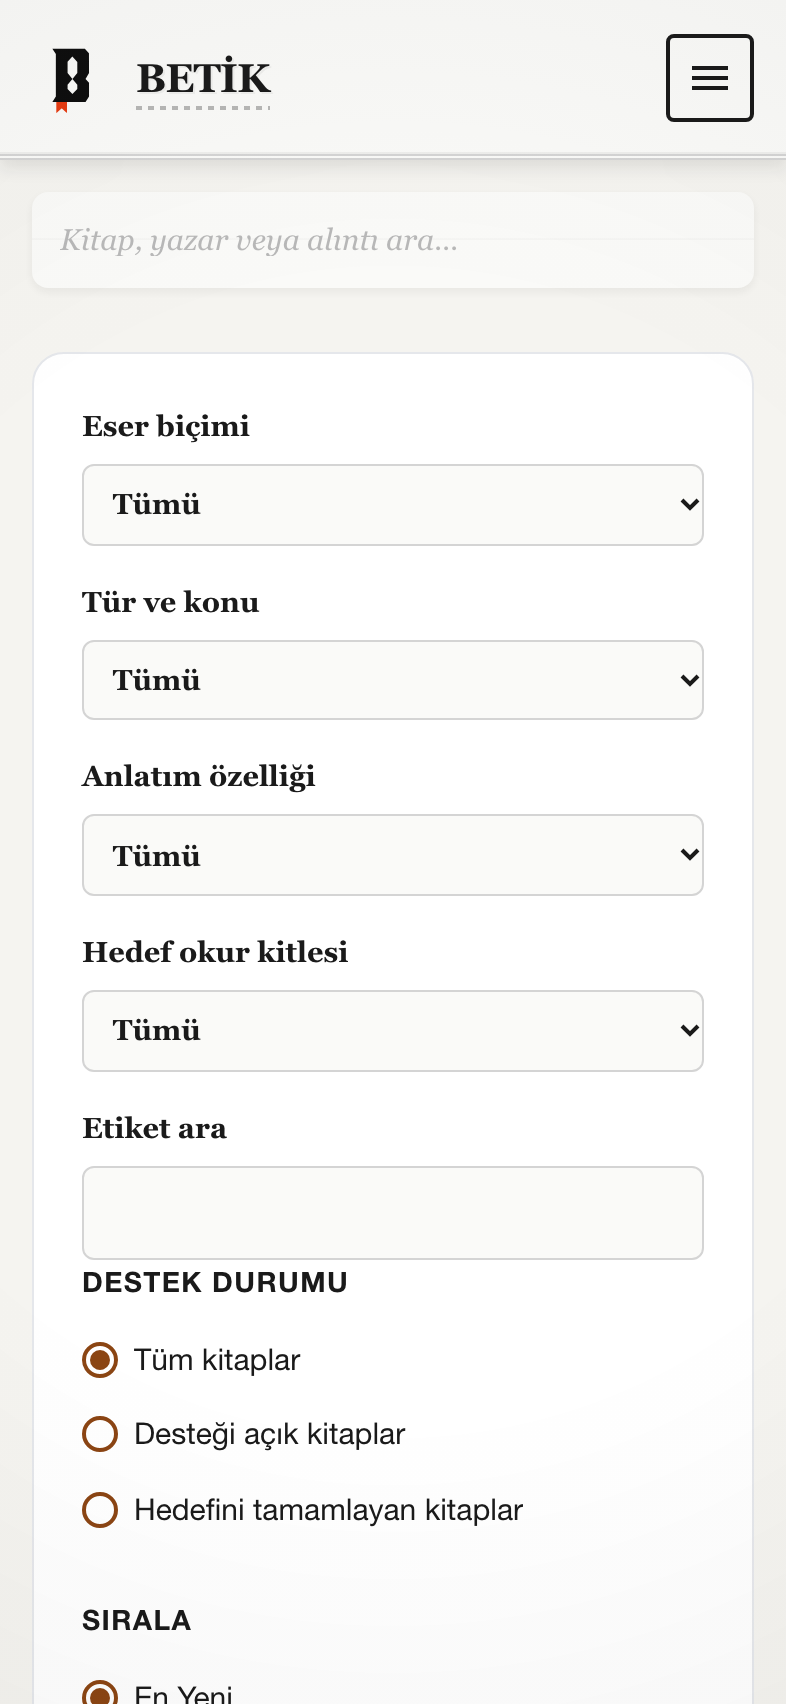 BETİK
Kitap, yazar veya alıntı ara...
Eser biçimi
Tümü
Tür ve konu
Tümü
Anlatım özelliği
Tümü
Hedef okur kitlesi
Tümü
Etiket ara
DESTEK DURUMU
Tüm kitaplar
Desteği açık kitaplar
Hedefini tamamlayan kitaplar
SIRALA
En Yeni